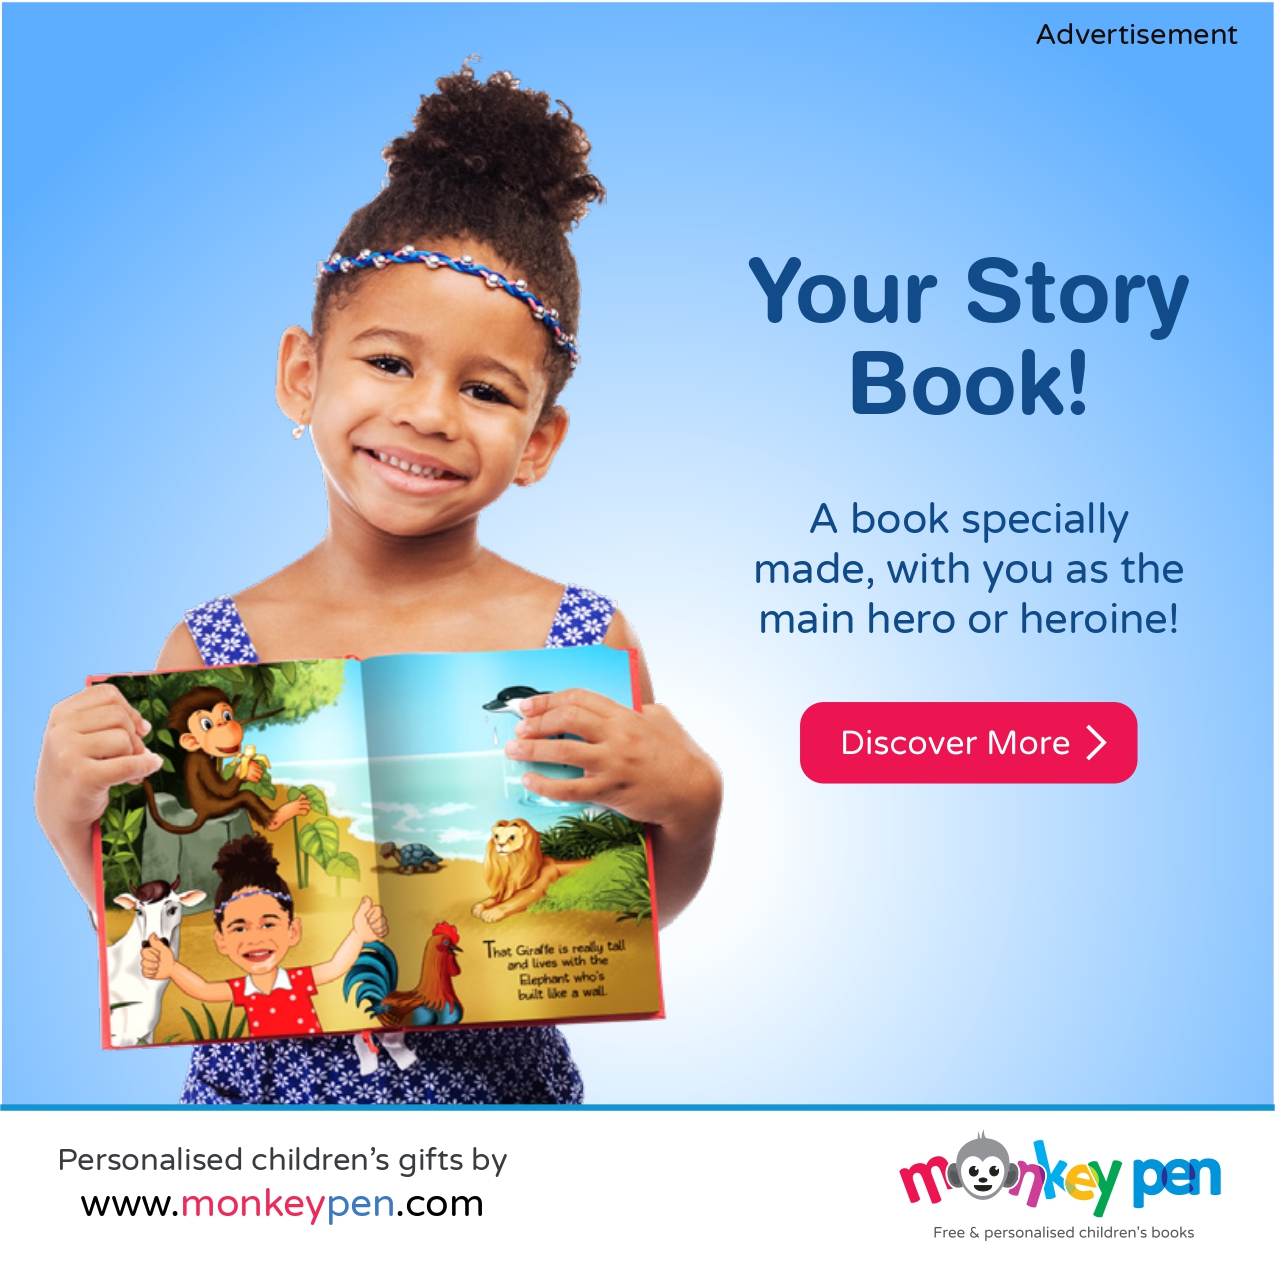 Advertisement
Your Story
Book!
A book specially
made, with you as the
main hero or heroine!
Discover More
That Giraffe is really tall
and lives with the
Elephant who's
built like a wall.
Personalised children’s gifts by
www.monkeypen.com
monkey pen
Free & personalised children's books